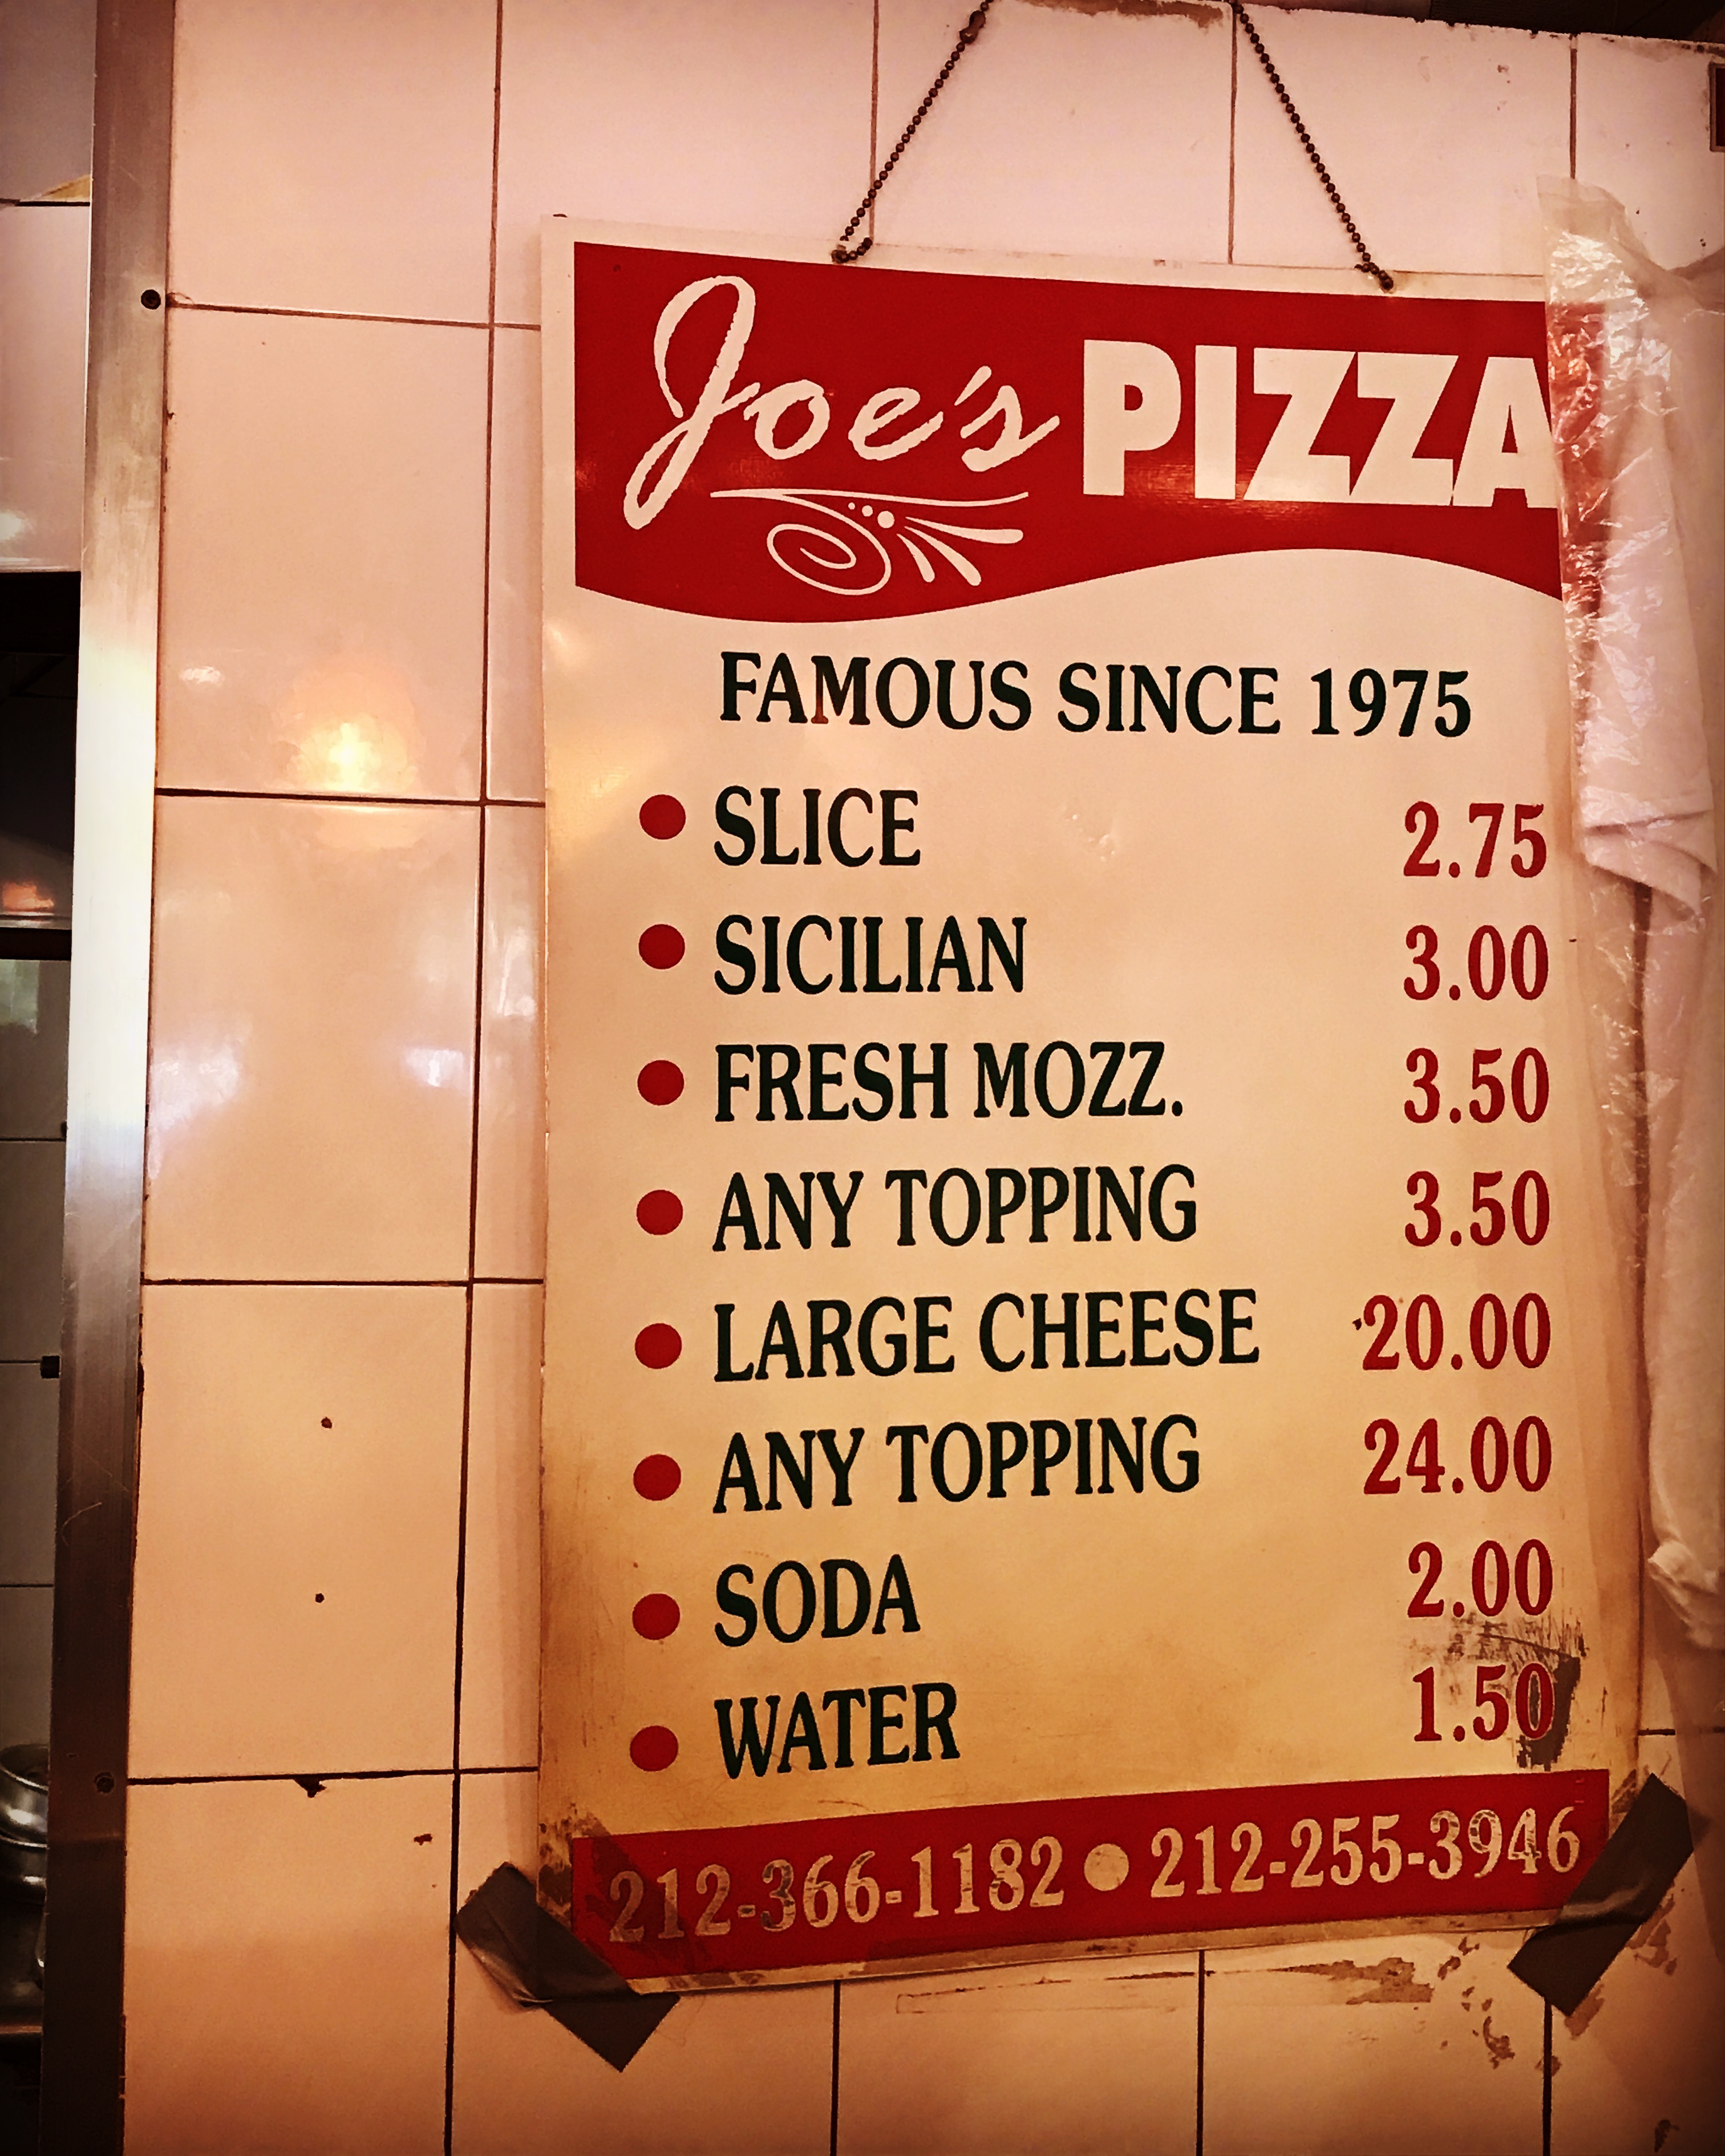 Joe's PIZZA
FAMOUS SINCE 1975
● SLICE 2.75
● SICILIAN 3.00
● FRESH MOZZ. 3.50
● ANY TOPPING 3.50
● LARGE CHEESE 20.00
● ANY TOPPING 24.00
● SODA 2.00
● WATER 1.50
212-366-1182 ● 212-255-3946